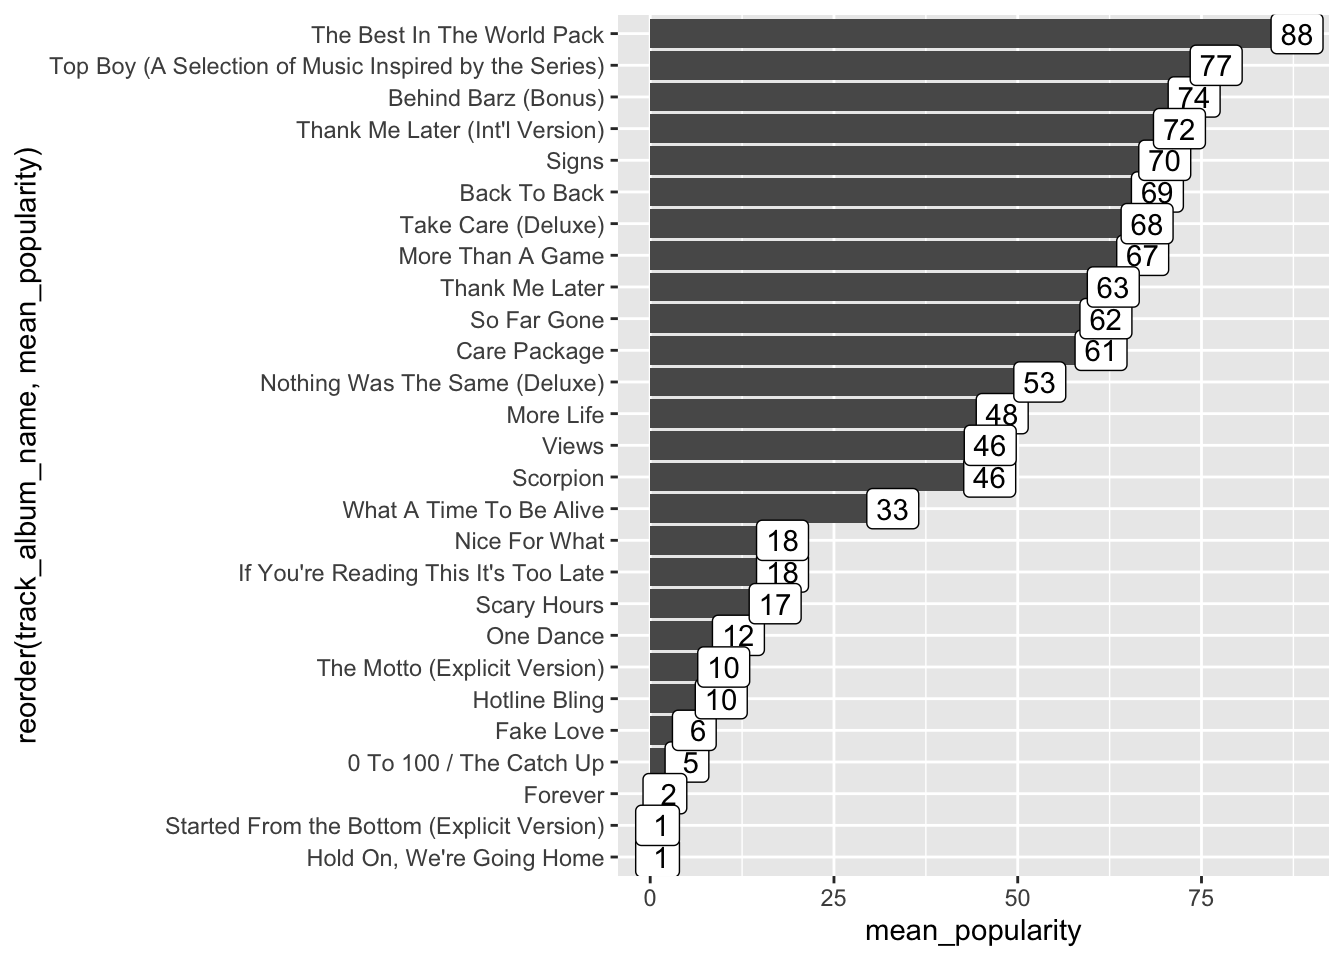 The Best In The World Pack 88
Top Boy (A Selection of Music Inspired by the Series) 77
Behind Barz (Bonus) 74
Thank Me Later (Int'l Version) 72
Signs 70
Back To Back 69
Take Care (Deluxe) 68
More Than A Game 67
Thank Me Later 63
So Far Gone 62
Care Package 61
Nothing Was The Same (Deluxe) 53
More Life 48
Views 46
Scorpion 46
What A Time To Be Alive 33
Nice For What 18
If You're Reading This It's Too Late 18
Scary Hours 17
One Dance 12
The Motto (Explicit Version) 10
Hotline Bling 10
Fake Love 6
0 To 100 / The Catch Up 5
Forever 2
Started From the Bottom (Explicit Version) 1
Hold On, We're Going Home 1
0 25 50 75
mean_popularity
reorder(track_album_name, mean_popularity)